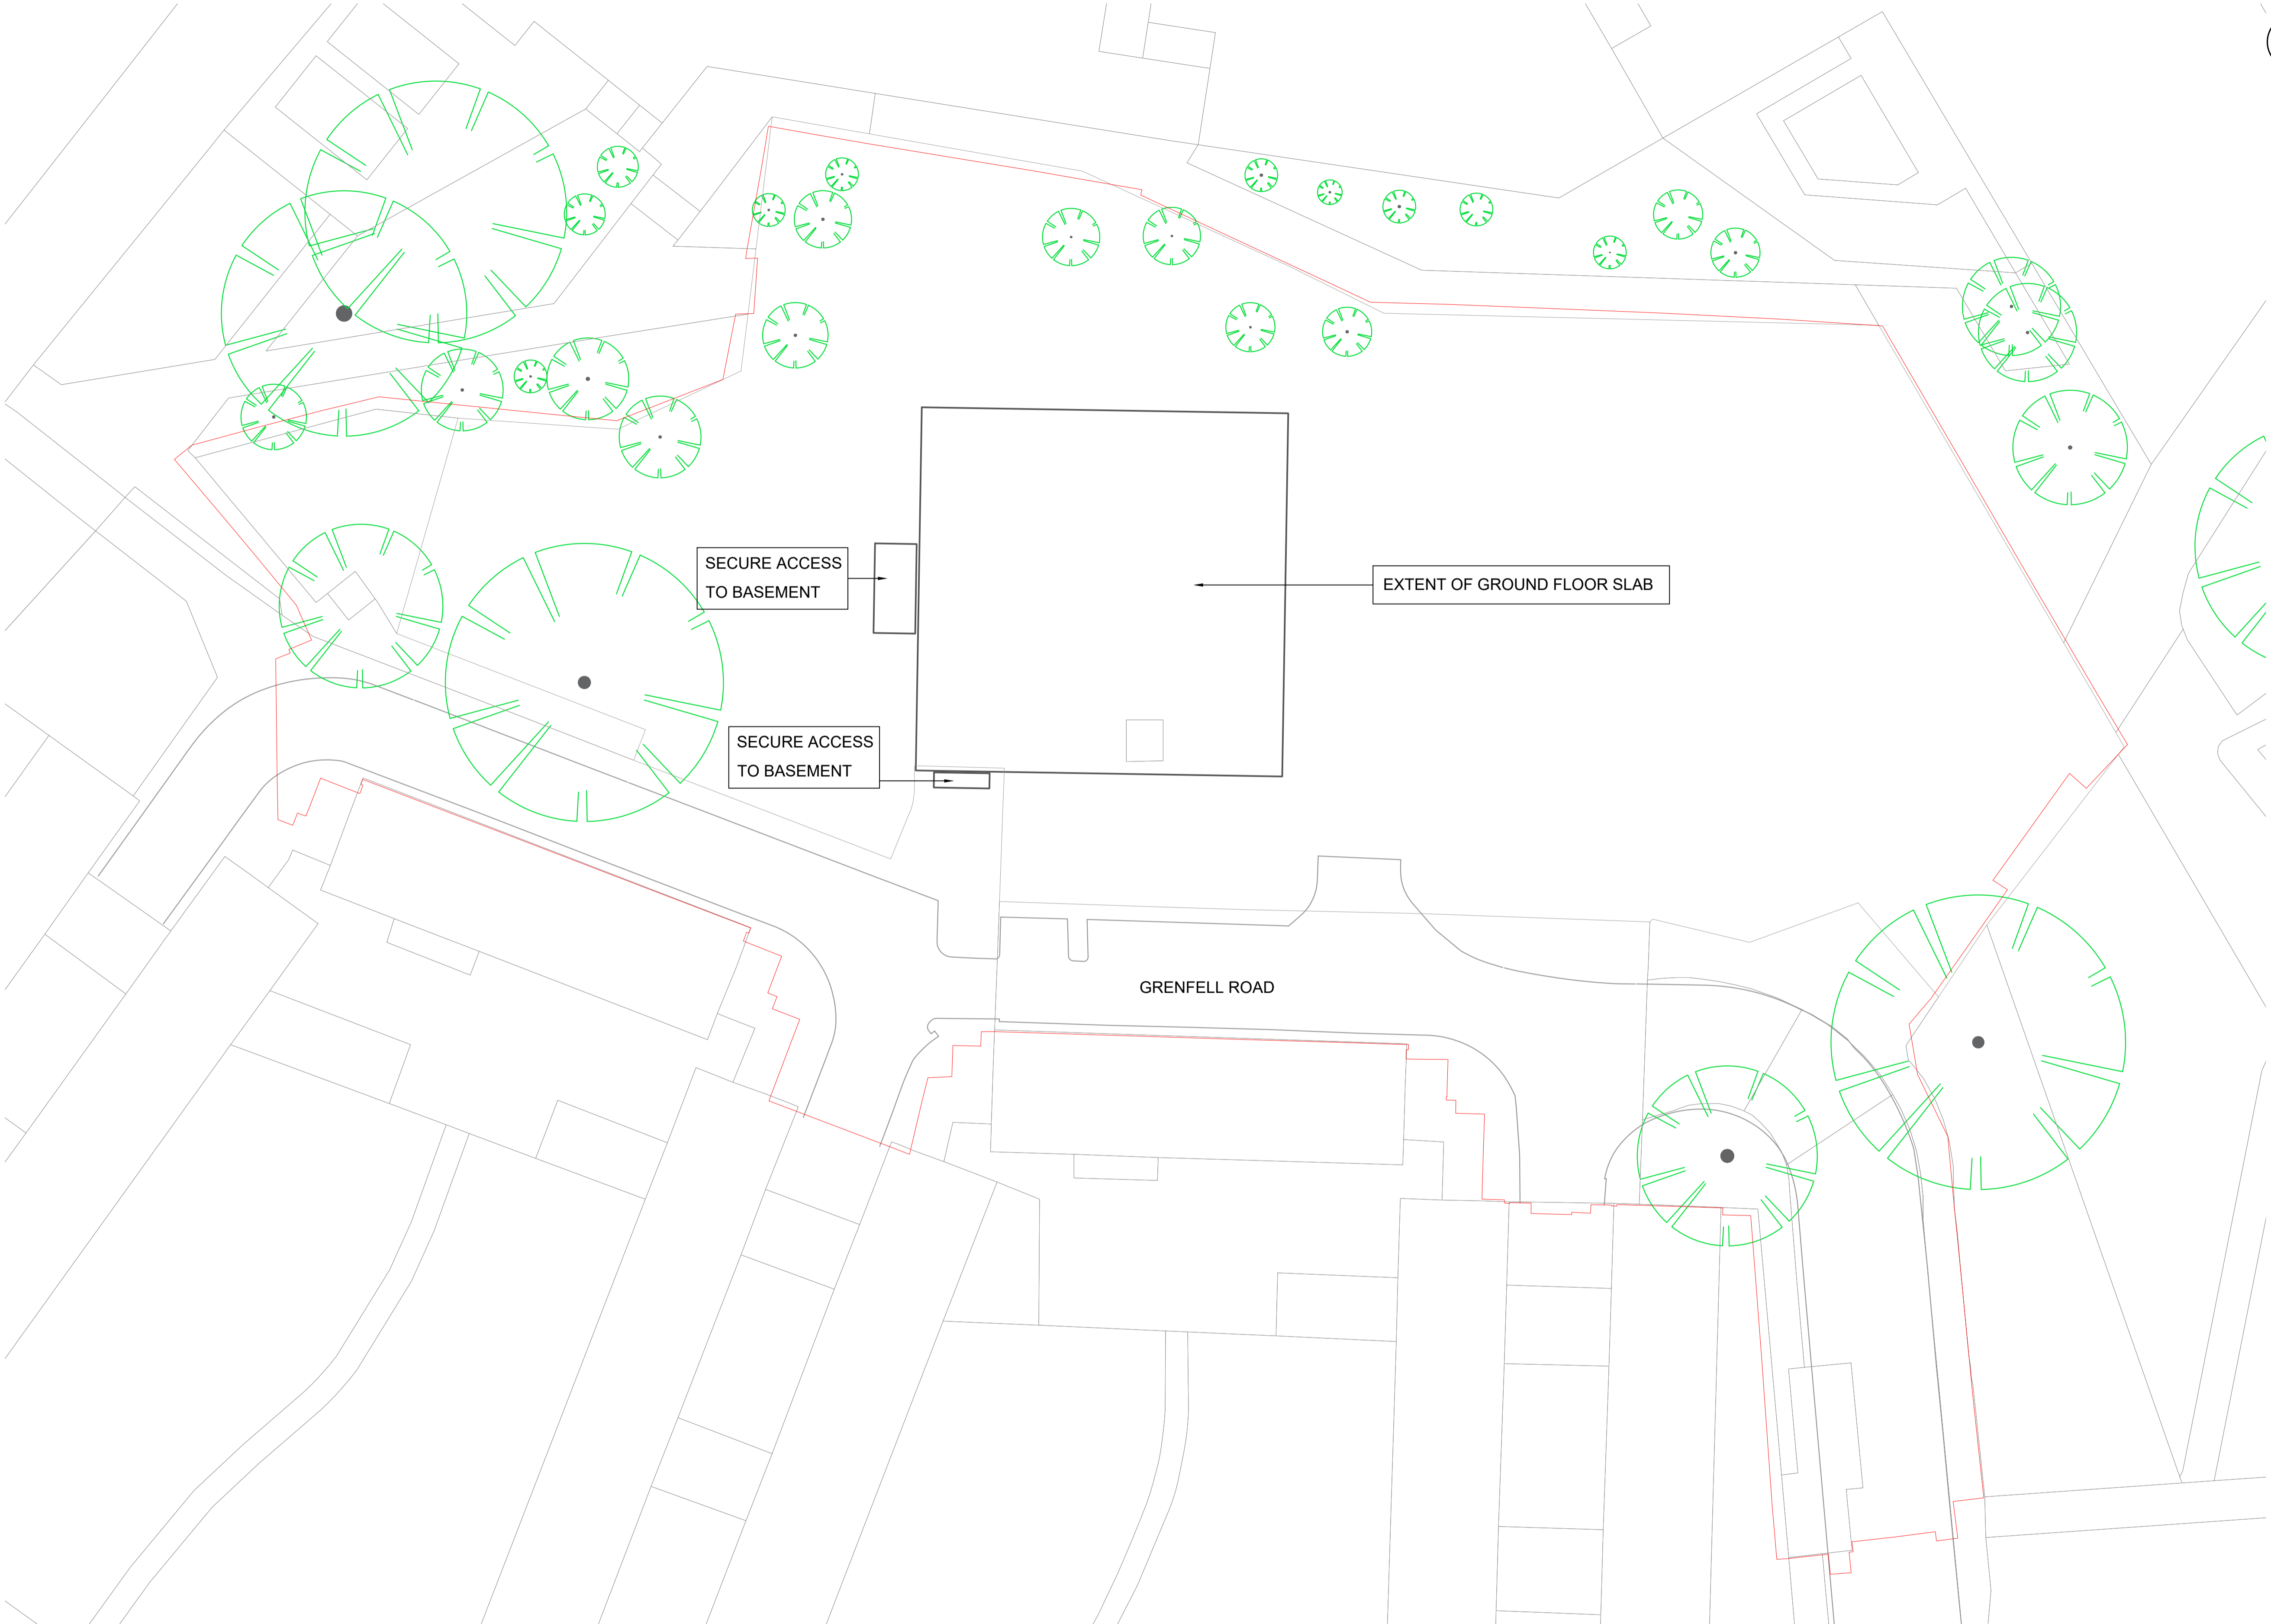 SECURE ACCESS
TO BASEMENT
EXTENT OF GROUND FLOOR SLAB
SECURE ACCESS
TO BASEMENT
GRENFELL ROAD